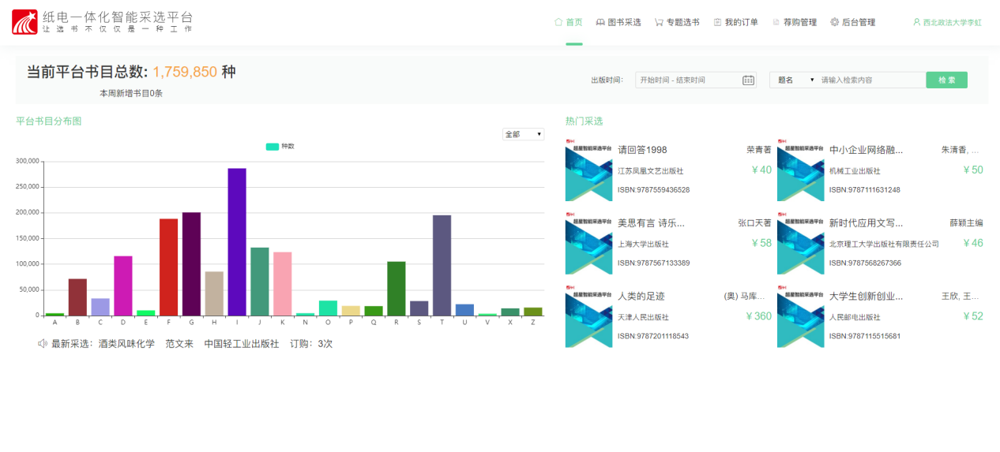 纸电一体化智能采选平台
让选书不仅仅是一种工作
首页 图书采选 专题选书 我的订单 荐购管理 后台管理 西北政法大学李虹
当前平台书目总数: 1,759,850 种
本周新增书目0条
出版时间： 开始时间 - 结束时间 题名 请输入检索内容 检 索
平台书目分布图
全部
种数
300,000
250,000
200,000
150,000
100,000
50,000
0
A B C D E F G H I J K N O P Q R S T U V X Z
最新采选：酒类风味化学 范文来 中国轻工业出版社 订购：3次
热门采选
超星智能采选平台
请回答1998 荣青著
江苏凤凰文艺出版社 ￥40
ISBN:9787559436528
超星智能采选平台
中小企业网络融... 朱清香, ...
机械工业出版社 ￥50
ISBN:9787111631248
超星智能采选平台
美思有言 诗乐... 张口天著
上海大学出版社 ￥58
ISBN:9787567133389
超星智能采选平台
新时代应用文写... 薛颖主编
北京理工大学出版社有限责任公司 ￥46
ISBN:9787568267366
超星智能采选平台
人类的足迹 (奥) 马库...
天津人民出版社 ￥360
ISBN:9787201118543
超星智能采选平台
大学生创新创业... 王欣, 王...
人民邮电出版社 ￥52
ISBN:9787115515681